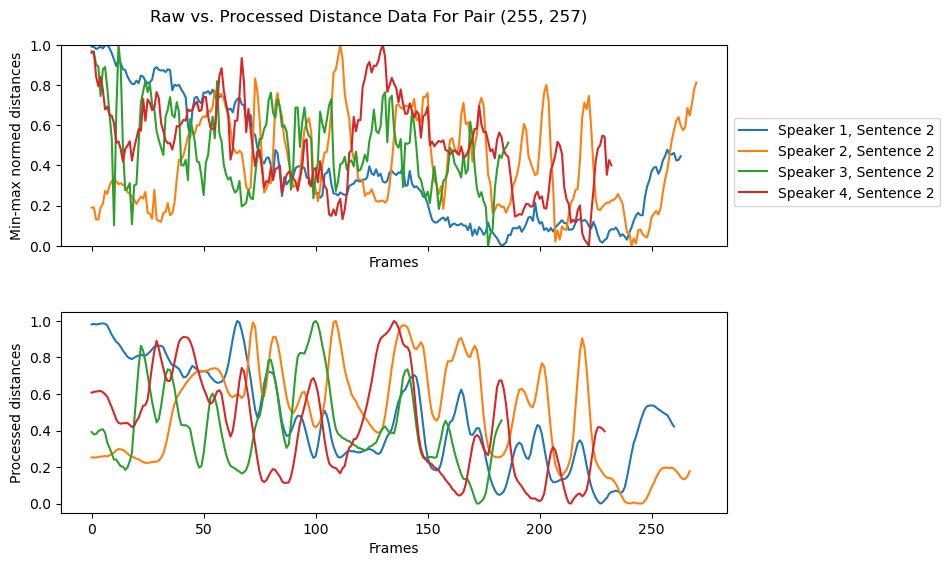 Raw vs. Processed Distance Data For Pair (255, 257)
Min-max normed distances
1.0
0.8
0.6
0.4
0.2
0.0
Frames
Speaker 1, Sentence 2
Speaker 2, Sentence 2
Speaker 3, Sentence 2
Speaker 4, Sentence 2
Processed distances
1.0
0.8
0.6
0.4
0.2
0.0
0 50 100 150 200 250
Frames